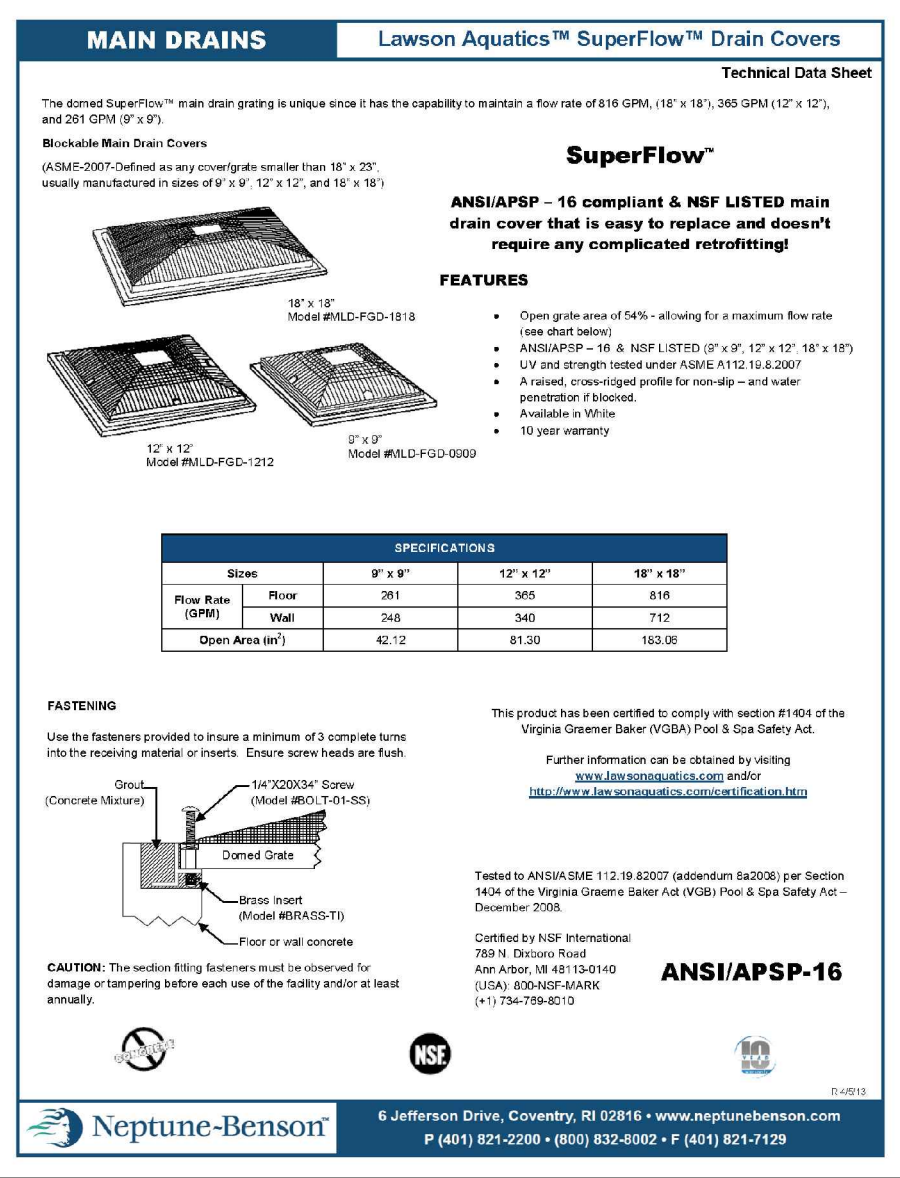 MAIN DRAINS
Lawson Aquatics™ SuperFlow™ Drain Covers
Technical Data Sheet
The domed SuperFlow™ main drain grating is unique since it has the capability to maintain a flow rate of 816 GPM, (18" x 18"), 365 GPM (12" x 12"),
and 261 GPM (9" x 9").
Blockable Main Drain Covers
(ASME-2007-Defined as any cover/grate smaller than 18" x 23",
usually manufactured in sizes of 9" x 9", 12" x 12", and 18" x 18")
SuperFlow™
ANSI/APSP – 16 compliant & NSF LISTED main
drain cover that is easy to replace and doesn't
require any complicated retrofitting!
18" x 18"
Model #MLD-FGD-1818
12" x 12"
Model #MLD-FGD-1212
9" x 9"
Model #MLD-FGD-0909
FEATURES
• Open grate area of 54% - allowing for a maximum flow rate
(see chart below)
• ANSI/APSP – 16 & NSF LISTED (9" x 9", 12" x 12", 18" x 18")
• UV and strength tested under ASME A112.19.8.2007
• A raised, cross-ridged profile for non-slip – and water
penetration if blocked.
• Available in White
• 10 year warranty
SPECIFICATIONS
Sizes 9" x 9" 12" x 12" 18" x 18"
Flow Rate (GPM) Floor 261 365 816
Wall 248 340 712
Open Area (in²) 42.12 81.30 183.06
FASTENING
Use the fasteners provided to insure a minimum of 3 complete turns
into the receiving material or inserts. Ensure screw heads are flush.
Grout
(Concrete Mixture)
1/4"X20X34" Screw
(Model #BOLT-01-SS)
Domed Grate
Brass Insert
(Model #BRASS-TI)
Floor or wall concrete
CAUTION: The section fitting fasteners must be observed for
damage or tampering before each use of the facility and/or at least
annually.
This product has been certified to comply with section #1404 of the
Virginia Graemer Baker (VGBA) Pool & Spa Safety Act.
Further information can be obtained by visiting
www.lawsonaquatics.com and/or
http://www.lawsonaquatics.com/certification.htm
Tested to ANSI/ASME 112.19.82007 (addendum 8a2008) per Section
1404 of the Virginia Graeme Baker Act (VGB) Pool & Spa Safety Act –
December 2008.
Certified by NSF International
789 N. Dixboro Road
Ann Arbor, MI 48113-0140
(USA): 800-NSF-MARK
(+1) 734-769-8010
ANSI/APSP-16
CONCRETE
NSF
10
YEAR
R 4/5/13
Neptune-Benson™
6 Jefferson Drive, Coventry, RI 02816 • www.neptunebenson.com
P (401) 821-2200 • (800) 832-8002 • F (401) 821-7129